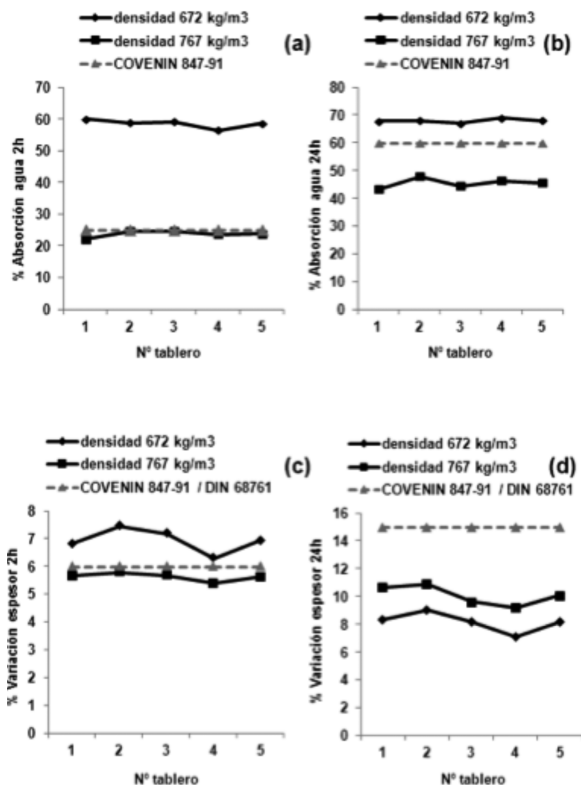 densidad 672 kg/m3
densidad 767 kg/m3
COVENIN 847-91
(a)
% Absorción agua 2h
70
60
50
40
30
20
10
0
1 2 3 4 5
Nº tablero
densidad 672 kg/m3
densidad 767 kg/m3
COVENIN 847-91
(b)
% Absorción agua 24h
80
70
60
50
40
30
20
10
0
1 2 3 4 5
Nº tablero
densidad 672 kg/m3
densidad 767 kg/m3
COVENIN 847-91 / DIN 68761
(c)
% Variación espesor 2h
8
7
6
5
4
3
2
1
0
1 2 3 4 5
Nº tablero
densidad 672 kg/m3
densidad 767 kg/m3
COVENIN 847-91 / DIN 68761
(d)
% Variación espesor 24h
16
14
12
10
8
6
4
2
0
1 2 3 4 5
Nº tablero